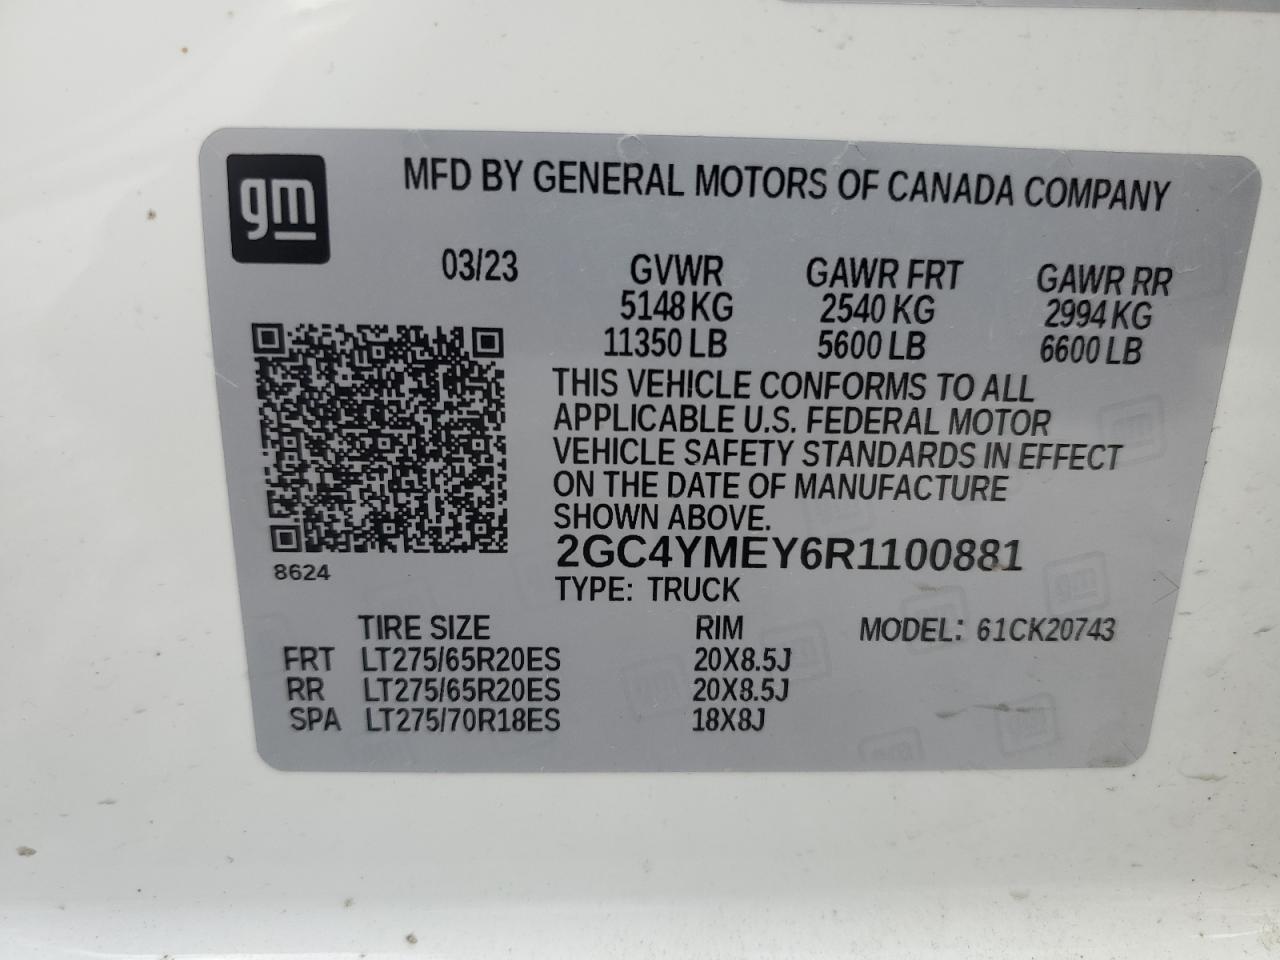 gm
MFD BY GENERAL MOTORS OF CANADA COMPANY
03/23 GVWR GAWR FRT GAWR RR
5148 KG 2540 KG 2994 KG
11350 LB 5600 LB 6600 LB
THIS VEHICLE CONFORMS TO ALL
APPLICABLE U.S. FEDERAL MOTOR
VEHICLE SAFETY STANDARDS IN EFFECT
ON THE DATE OF MANUFACTURE
SHOWN ABOVE.
2GC4YMEY6R1100881
8624
TYPE: TRUCK
TIRE SIZE RIM MODEL: 61CK20743
FRT LT275/65R20ES 20X8.5J
RR LT275/65R20ES 20X8.5J
SPA LT275/70R18ES 18X8J